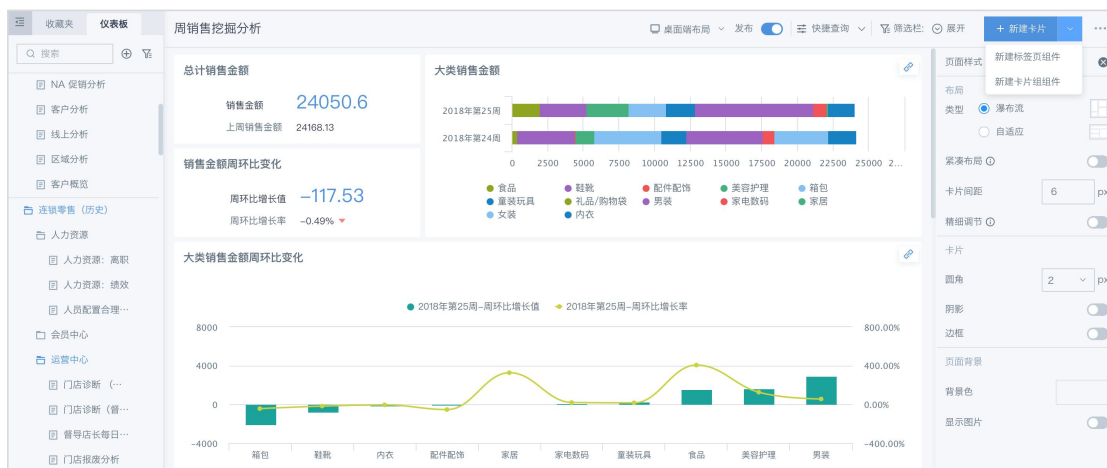 收藏夹 仪表板
搜索
NA 促销分析
客户分析
线上分析
区域分析
客户概览
连锁零售（历史）
人力资源
人力资源：离职
人力资源：绩效
人员配置合理…
会员中心
运营中心
门店诊断 （…
门店诊断（督…
督导店长每日…
门店报废分析
周销售挖掘分析
桌面端布局 发布 快捷查询 筛选栏: 展开 + 新建卡片 …
新建标签页组件
新建卡片组组件
总计销售金额
销售金额 24050.6
上周销售金额 24168.13
销售金额周环比变化
周环比增长值 -117.53
周环比增长率 -0.49%
大类销售金额
2018年第25周
2018年第24周
0 2500 5000 7500 10000 12500 15000 17500 20000 22500 25000 2...
食品 鞋靴 配件配饰 美容护理 箱包
童装玩具 礼品/购物袋 男装 家电数码 家居
女装 内衣
大类销售金额周环比变化
2018年第25周-周环比增长值 2018年第25周-周环比增长率
8000 800.00%
4000 400.00%
0 0.00%
-4000 -400.00%
箱包 鞋靴 内衣 配件配饰 家居 家电数码 童装玩具 食品 美容护理 男装
页面样式
布局
类型 瀑布流
自适应
紧凑布局
卡片间距 6 px
精细调节
卡片
圆角 2 px
阴影
边框
页面背景
背景色
显示图片